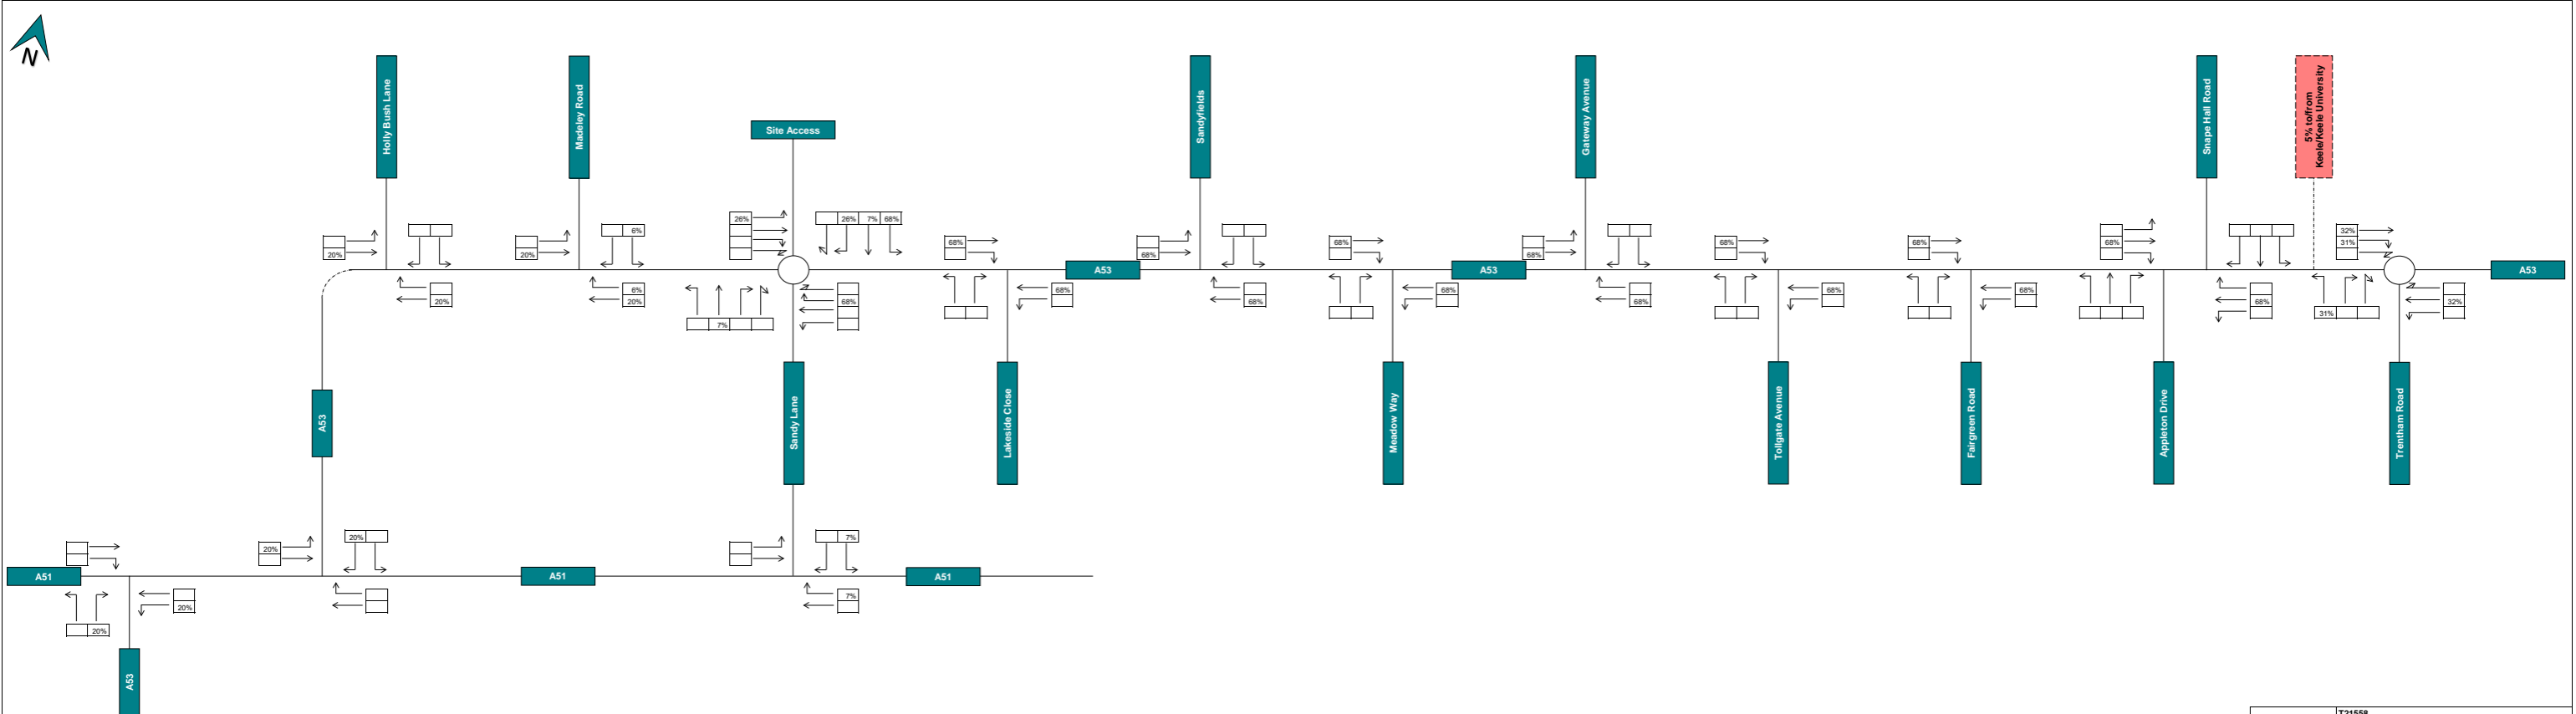 N
Holly Bush Lane
Madeley Road
Site Access
Sandyfields
Gateway Avenue
Snape Hall Road
5% to/from
Keele/Keele University
26%
26% 7% 68%
20%
20%
6%
68%
68%
68%
68%
68%
68%
68%
32%
31%
A53
A53
A53
20%
6%
20%
7%
68%
68%
68%
68%
68%
68%
68%
68%
31%
32%
A53
Sandy Lane
Lakeside Close
Meadow Way
Tollgate Avenue
Fairgreen Road
Appleton Drive
Trentham Road
20%
20%
7%
A51
A51
A51
20%
20%
7%
A53
T21558